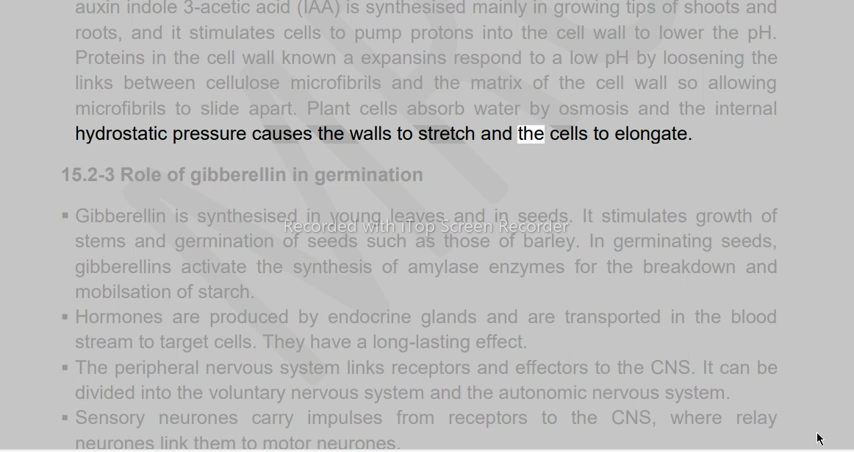 auxin indole 3-acetic acid (IAA) is synthesised mainly in growing tips of shoots and
roots, and it stimulates cells to pump protons into the cell wall to lower the pH.
Proteins in the cell wall known a expansins respond to a low pH by loosening the
links between cellulose microfibrils and the matrix of the cell wall so allowing
microfibrils to slide apart. Plant cells absorb water by osmosis and the internal
hydrostatic pressure causes the walls to stretch and the cells to elongate.
15.2-3 Role of gibberellin in germination
▪ Gibberellin is synthesised in young leaves and in seeds. It stimulates growth of
Recorded with iTop Screen Recorder
stems and germination of seeds such as those of barley. In germinating seeds,
gibberellins activate the synthesis of amylase enzymes for the breakdown and
mobilsation of starch.
▪ Hormones are produced by endocrine glands and are transported in the blood
stream to target cells. They have a long-lasting effect.
▪ The peripheral nervous system links receptors and effectors to the CNS. It can be
divided into the voluntary nervous system and the autonomic nervous system.
▪ Sensory neurones carry impulses from receptors to the CNS, where relay
neurones link them to motor neurones.